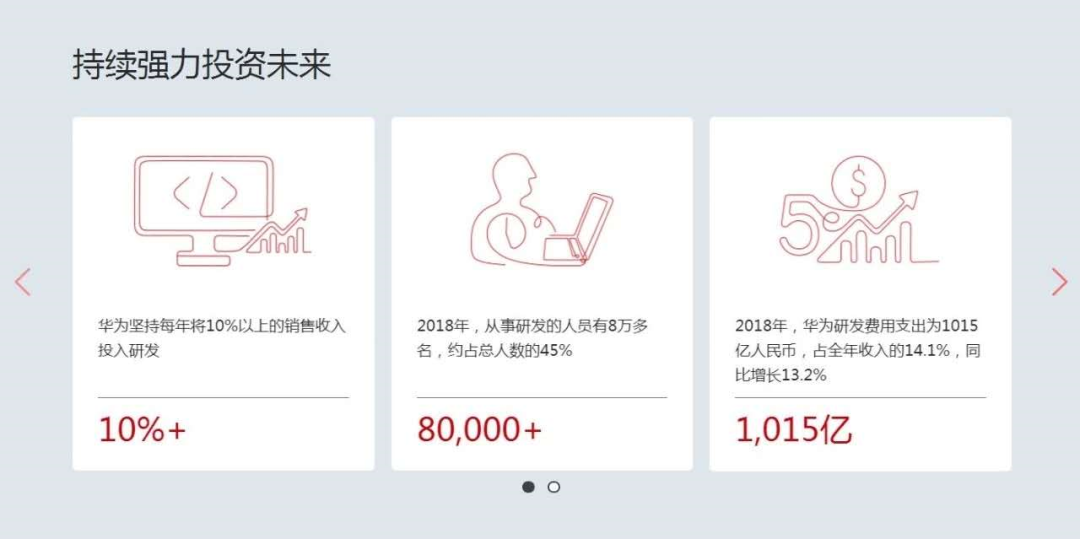 持续强力投资未来
华为坚持每年将10%以上的销售收入
投入研发
10%+
2018年，从事研发的人员有8万多
名，约占总人数的45%
80,000+
5
$
2018年，华为研发费用支出为1015
亿人民币，占全年收入的14.1%，同
比增长13.2%
1,015亿